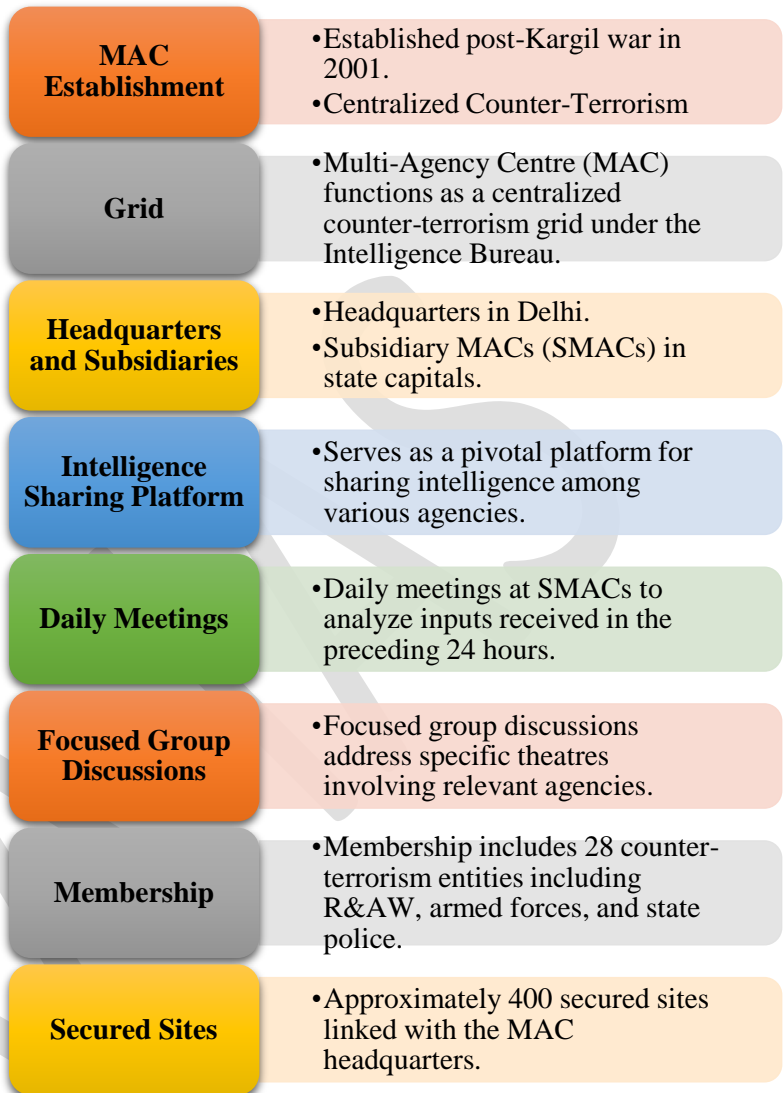 MAC
Establishment
•Established post-Kargil war in
2001.
•Centralized Counter-Terrorism
Grid
•Multi-Agency Centre (MAC)
functions as a centralized
counter-terrorism grid under the
Intelligence Bureau.
Headquarters
and Subsidiaries
•Headquarters in Delhi.
•Subsidiary MACs (SMACs) in
state capitals.
Intelligence
Sharing Platform
•Serves as a pivotal platform for
sharing intelligence among
various agencies.
Daily Meetings
•Daily meetings at SMACs to
analyze inputs received in the
preceding 24 hours.
Focused Group
Discussions
•Focused group discussions
address specific theatres
involving relevant agencies.
Membership
•Membership includes 28 counter-
terrorism entities including
R&AW, armed forces, and state
police.
Secured Sites
•Approximately 400 secured sites
linked with the MAC
headquarters.